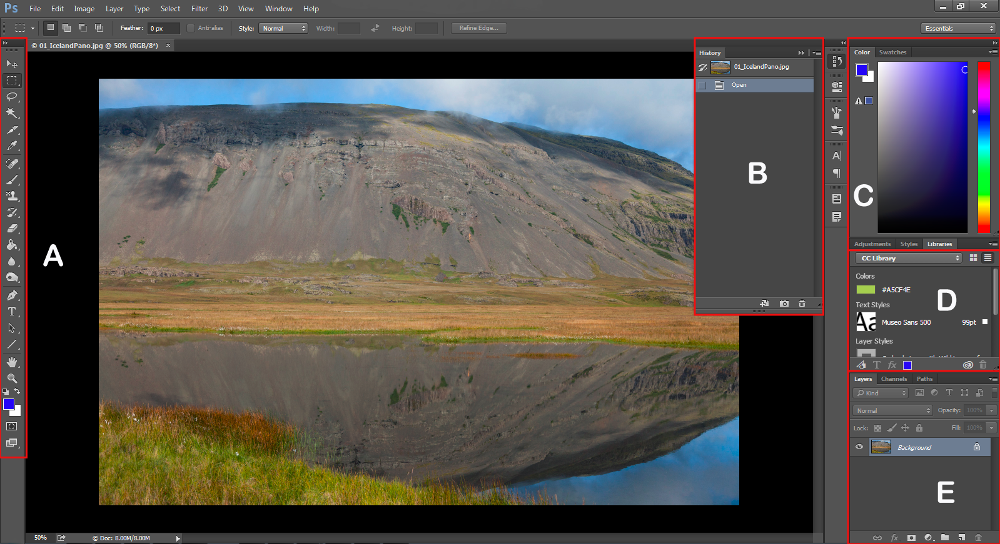 Ps File Edit Image Layer Type Select Filter 3D View Window Help
Feather: 0 px Anti-alias Style: Normal Width: Height: Refine Edge... Essentials
© 01_IcelandPano.jpg @ 50% (RGB/8*) ×
History
01_IcelandPano.jpg
Open
Color Swatches
A
B
C
Adjustments Styles Libraries
CC Library
Colors
#A5CF4E
D
Text Styles
Aa Museo Sans 500 99pt
Layer Styles
T fx
Layers Channels Paths
Kind T
Normal Opacity: 100%
Lock: Fill: 100%
Background
E
fx
50% © Doc: 8.00M/8.00M